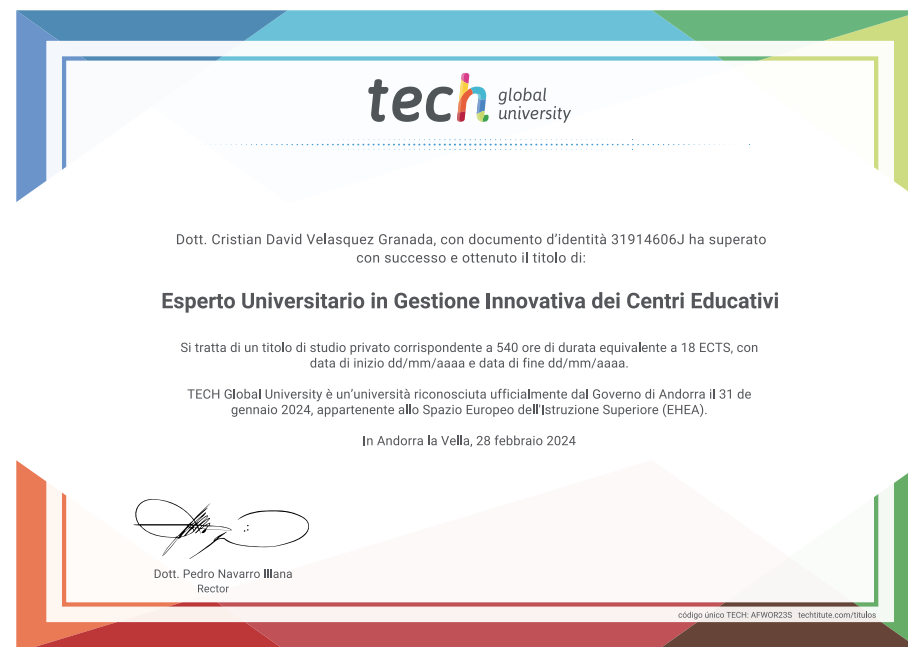 tech global university
Dott. Cristian David Velasquez Granada, con documento d'identità 31914606J ha superato
con successo e ottenuto il titolo di:
Esperto Universitario in Gestione Innovativa dei Centri Educativi
Si tratta di un titolo di studio privato corrispondente a 540 ore di durata equivalente a 18 ECTS, con
data di inizio dd/mm/aaaa e data di fine dd/mm/aaaa.
TECH Global University è un'università riconosciuta ufficialmente dal Governo di Andorra il 31 de
gennaio 2024, appartenente allo Spazio Europeo dell'Istruzione Superiore (EHEA).
In Andorra la Vella, 28 febbraio 2024
Dott. Pedro Navarro Illana
Rector
código único TECH: AFWOR23S techtitute.com/titulos